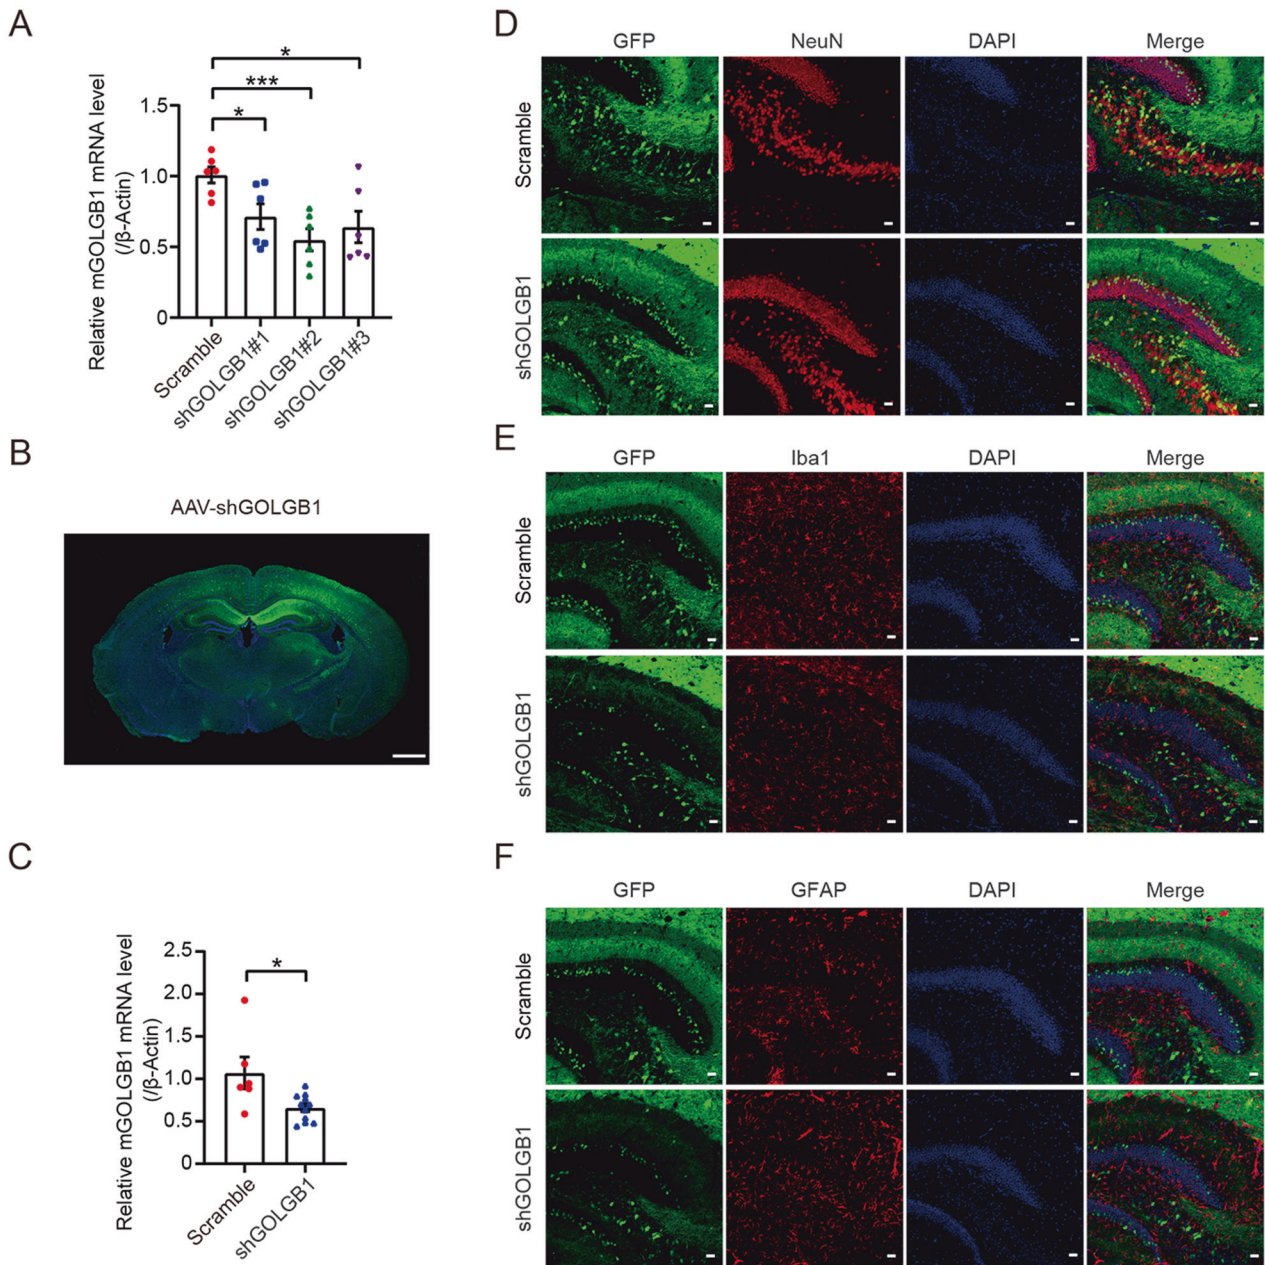 A
Relative mGOLGB1 mRNA level
(/β-Actin)
1.5
1.0
0.5
0
*
***
*
Scramble
shGOLGB1#1
shGOLGB1#2
shGOLGB1#3
B
AAV-shGOLGB1
C
Relative mGOLGB1 mRNA level
(/β-Actin)
2.5
2.0
1.5
1.0
0.5
0
*
Scramble
shGOLGB1
D
GFP NeuN DAPI Merge
Scramble
shGOLGB1
E
GFP Iba1 DAPI Merge
Scramble
shGOLGB1
F
GFP GFAP DAPI Merge
Scramble
shGOLGB1